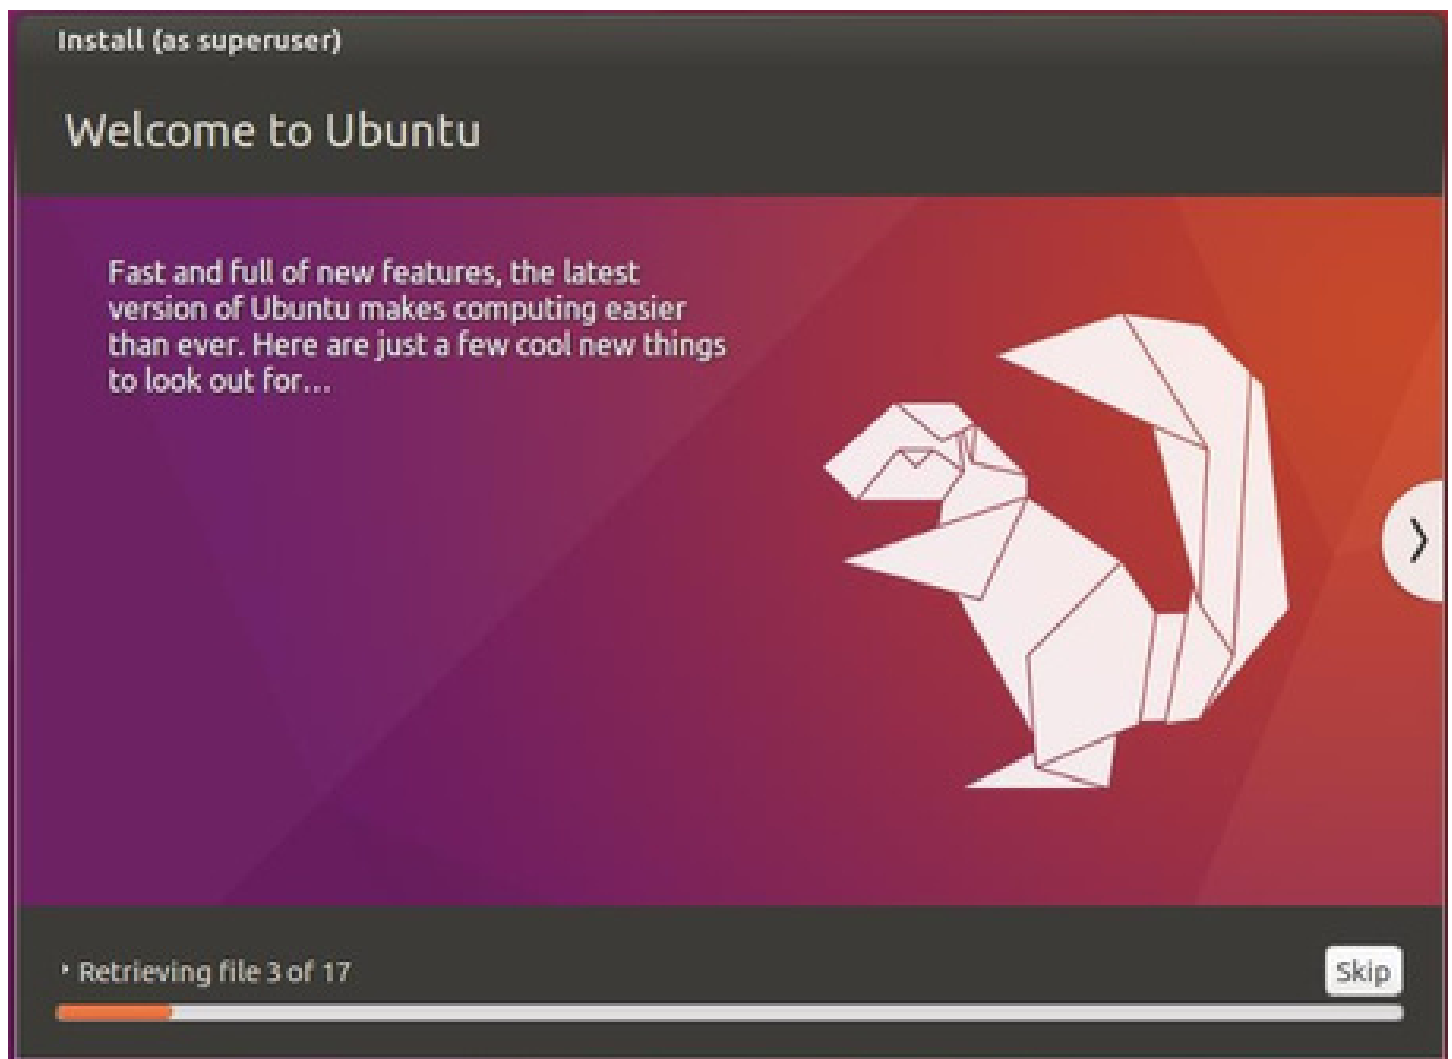 Install (as superuser)
Welcome to Ubuntu
Fast and full of new features, the latest
version of Ubuntu makes computing easier
than ever. Here are just a few cool new things
to look out for...
Retrieving file 3 of 17
Skip